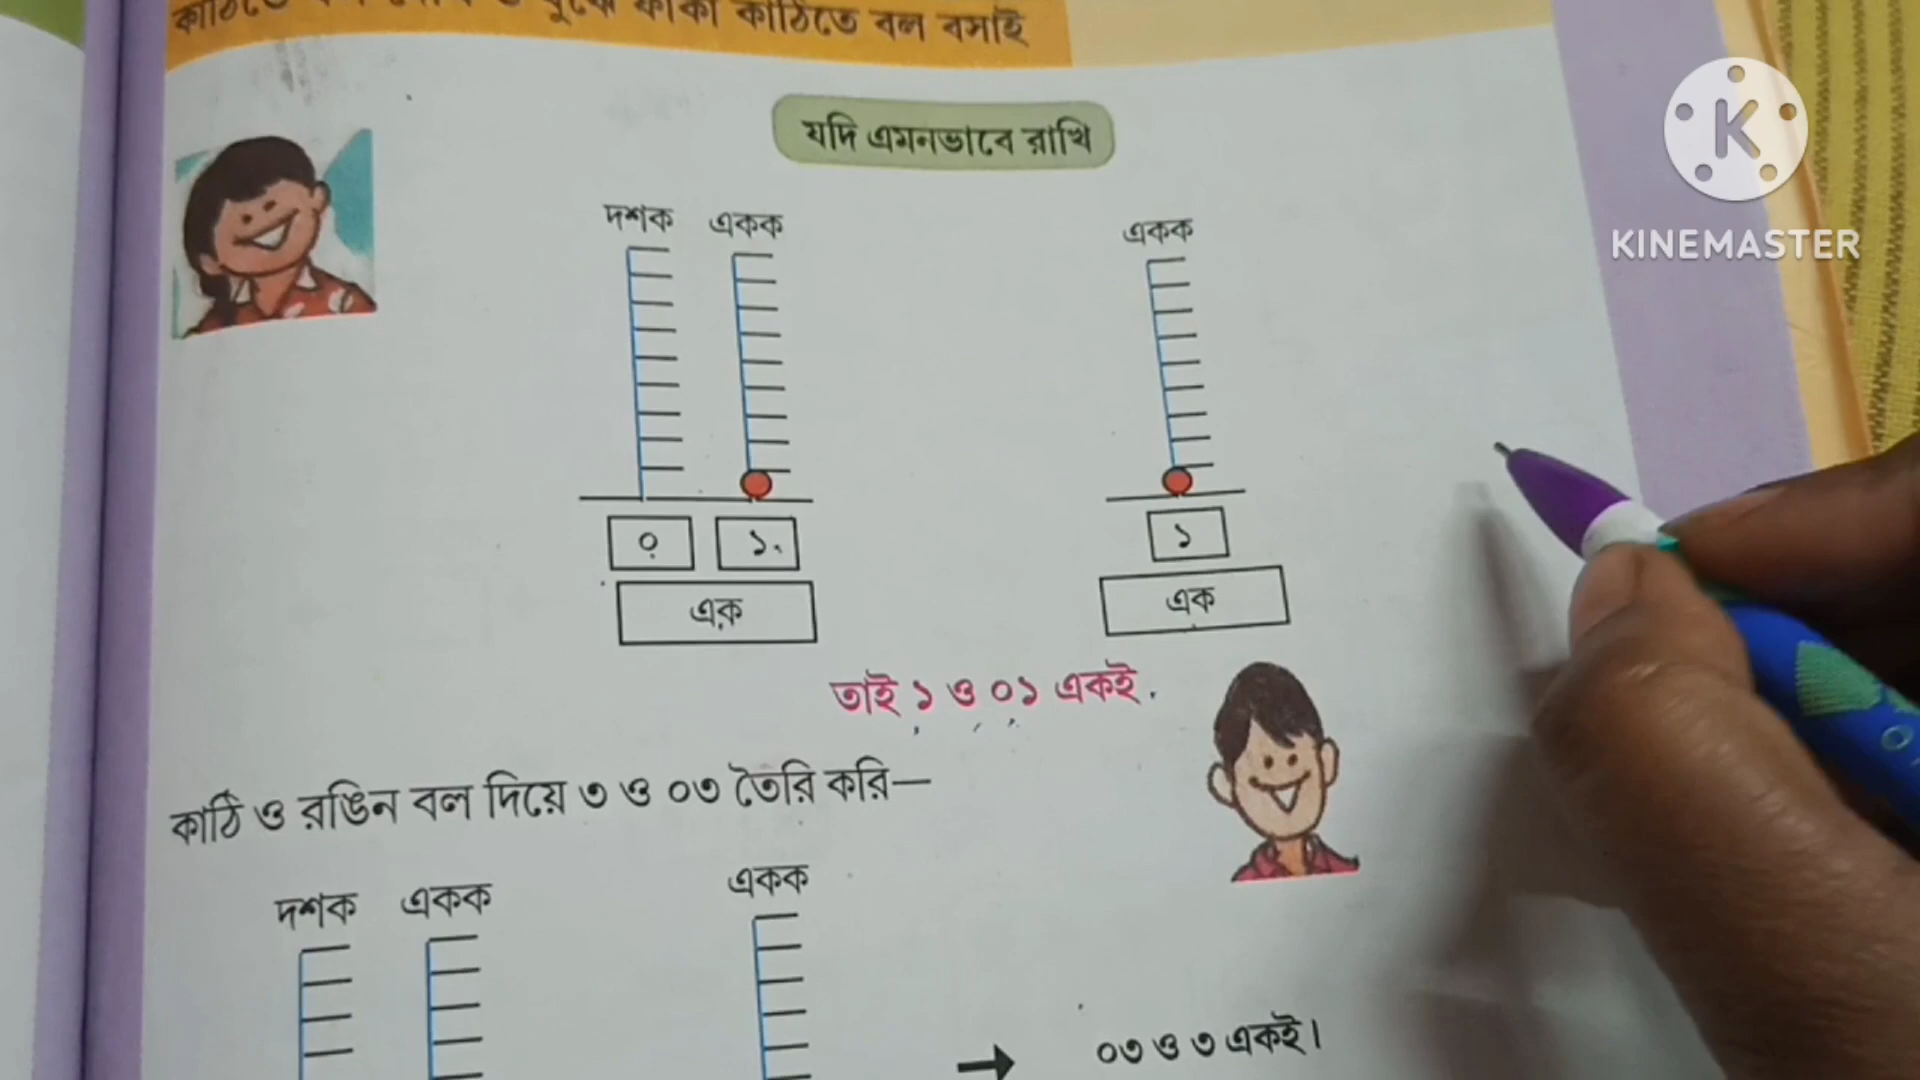 কাঠিতে বল বসাই
যদি এমনভাবে রাখি
দশক একক
একক
০ ১
১
এক
এক
তাই ১ ও ০১ একই.
কাঠি ও রঙিন বল দিয়ে ৩ ও ০৩ তৈরি করি—
দশক একক
একক
০৩ ও ৩ একই।
K
KINEMASTER